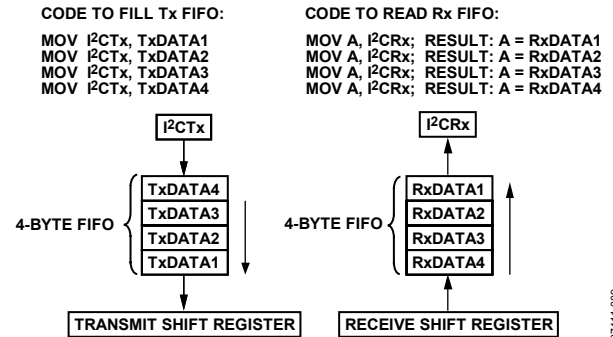 CODE TO FILL Tx FIFO:
MOV I²CTx, TxDATA1
MOV I²CTx, TxDATA2
MOV I²CTx, TxDATA3
MOV I²CTx, TxDATA4
I²CTx
4-BYTE FIFO
TxDATA4
TxDATA3
TxDATA2
TxDATA1
TRANSMIT SHIFT REGISTER
CODE TO READ Rx FIFO:
MOV A, I²CRx; RESULT: A = RxDATA1
MOV A, I²CRx; RESULT: A = RxDATA2
MOV A, I²CRx; RESULT: A = RxDATA3
MOV A, I²CRx; RESULT: A = RxDATA4
I²CRx
4-BYTE FIFO
RxDATA1
RxDATA2
RxDATA3
RxDATA4
RECEIVE SHIFT REGISTER